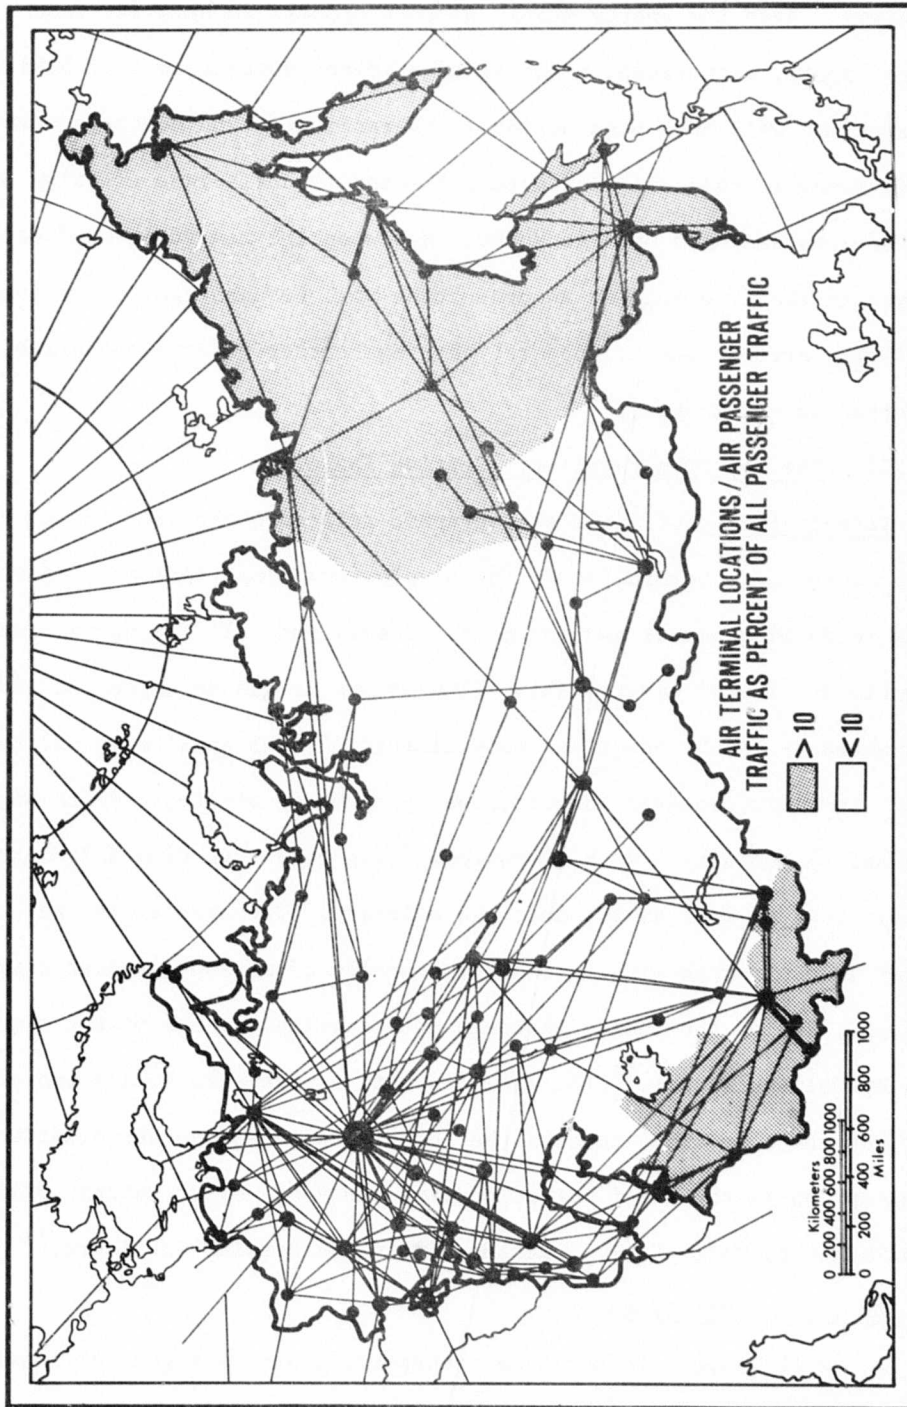 AIR TERMINAL LOCATIONS / AIR PASSENGER
TRAFFIC AS PERCENT OF ALL PASSENGER TRAFFIC
> 10
< 10
Kilometers
0 200 400 600 800 1000
0 200 400 600 800 1000
Miles